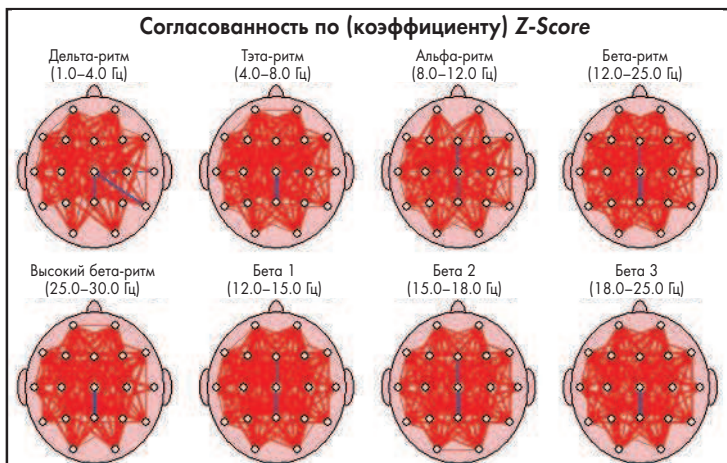 Согласованность по (коэффициенту) Z-Score
Дельта-ритм
(1.0–4.0 Гц)
Тэта-ритм
(4.0–8.0 Гц)
Альфа-ритм
(8.0–12.0 Гц)
Бета-ритм
(12.0–25.0 Гц)
Высокий бета-ритм
(25.0–30.0 Гц)
Бета 1
(12.0–15.0 Гц)
Бета 2
(15.0–18.0 Гц)
Бета 3
(18.0–25.0 Гц)